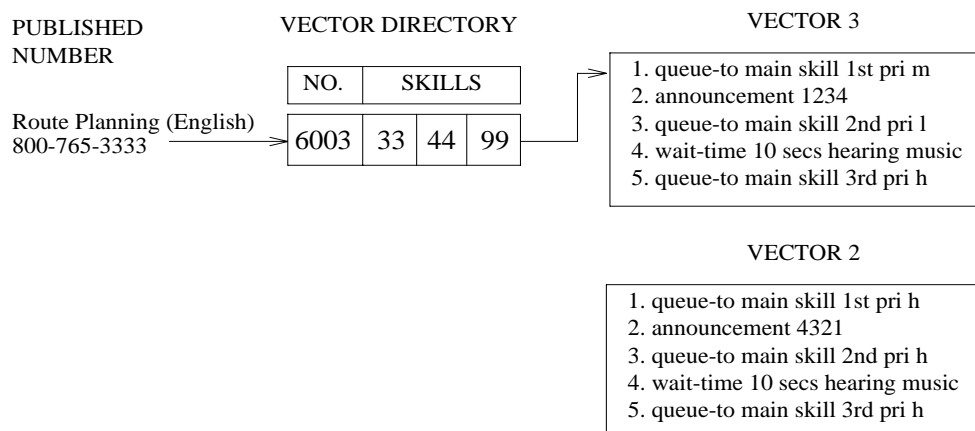 PUBLISHED
NUMBER
VECTOR DIRECTORY
NO.
SKILLS
Route Planning (English)
800-765-3333
6003
33
44
99
VECTOR 3
1. queue-to main skill 1st pri m
2. announcement 1234
3. queue-to main skill 2nd pri l
4. wait-time 10 secs hearing music
5. queue-to main skill 3rd pri h
VECTOR 2
1. queue-to main skill 1st pri h
2. announcement 4321
3. queue-to main skill 2nd pri h
4. wait-time 10 secs hearing music
5. queue-to main skill 3rd pri h